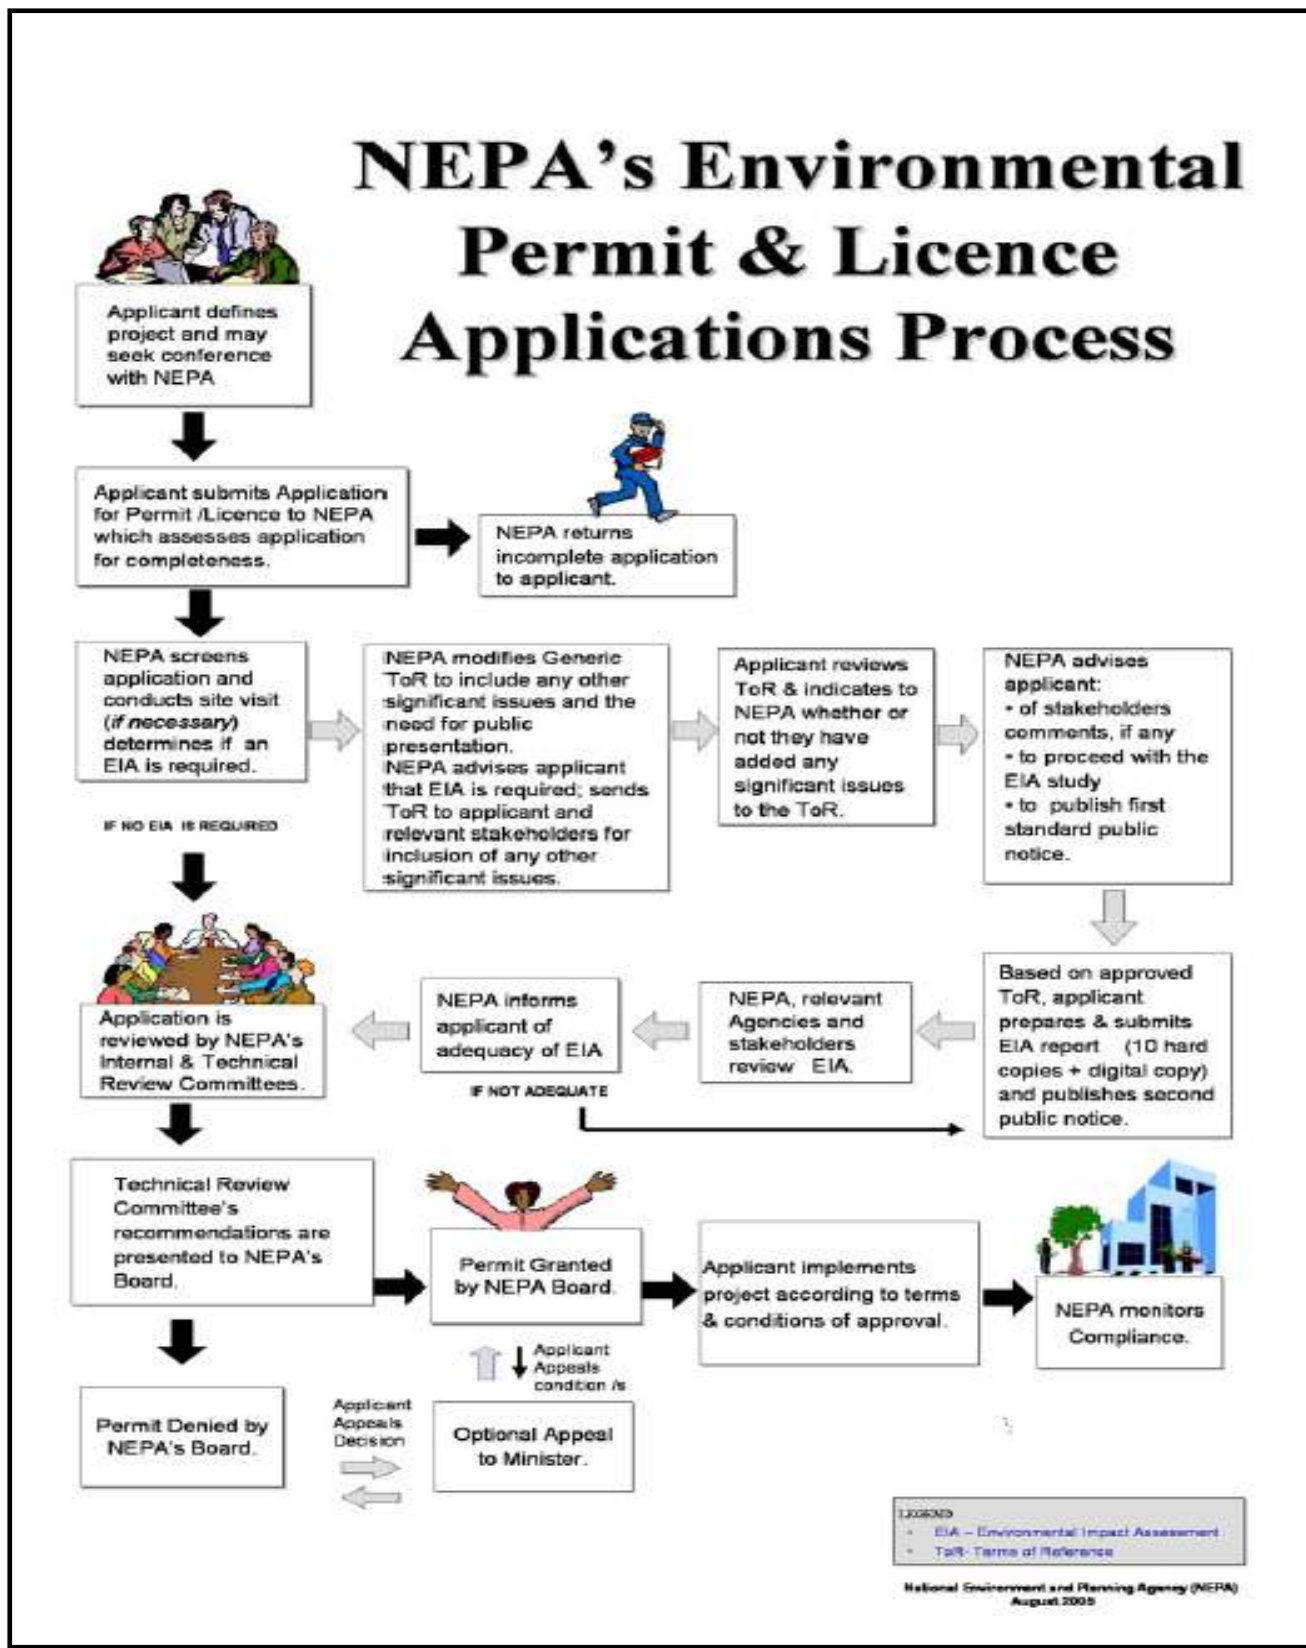 NEPA's Environmental
Permit & Licence
Applications Process
Applicant defines
project and may
seek conference
with NEPA
Applicant submits Application
for Permit /Licence to NEPA
which assesses application
for completeness.
NEPA returns
incomplete application
to applicant.
NEPA screens
application and
conducts site visit
(if necessary)
determines if an
EIA is required.
NEPA modifies Generic
ToR to include any other
significant issues and the
need for public
presentation.
NEPA advises applicant
that EIA is required; sends
ToR to applicant and
relevant stakeholders for
inclusion of any other
significant issues.
Applicant reviews
ToR & indicates to
NEPA whether or
not they have
added any
significant issues
to the ToR.
NEPA advises
applicant:
• of stakeholders
comments, if any
• to proceed with the
EIA study
• to publish first
standard public
notice.
IF NO EIA IS REQUIRED
Application is
reviewed by NEPA's
Internal & Technical
Review Committees.
NEPA informs
applicant of
adequacy of EIA
IF NOT ADEQUATE
NEPA, relevant
Agencies and
stakeholders
review EIA.
Based on approved
ToR, applicant
prepares & submits
EIA report (10 hard
copies + digital copy)
and publishes second
public notice.
Technical Review
Committee's
recommendations are
presented to NEPA's
Board.
Permit Granted
by NEPA Board.
Applicant implements
project according to terms
& conditions of approval.
NEPA monitors
Compliance.
Applicant
Appeals
condition /s
Permit Denied by
NEPA's Board.
Applicant
Appeals
Decision
Optional Appeal
to Minister.
LEGEND
• EIA – Environmental Impact Assessment
• ToR- Terms of Reference
National Environment and Planning Agency (NEPA)
August 2005